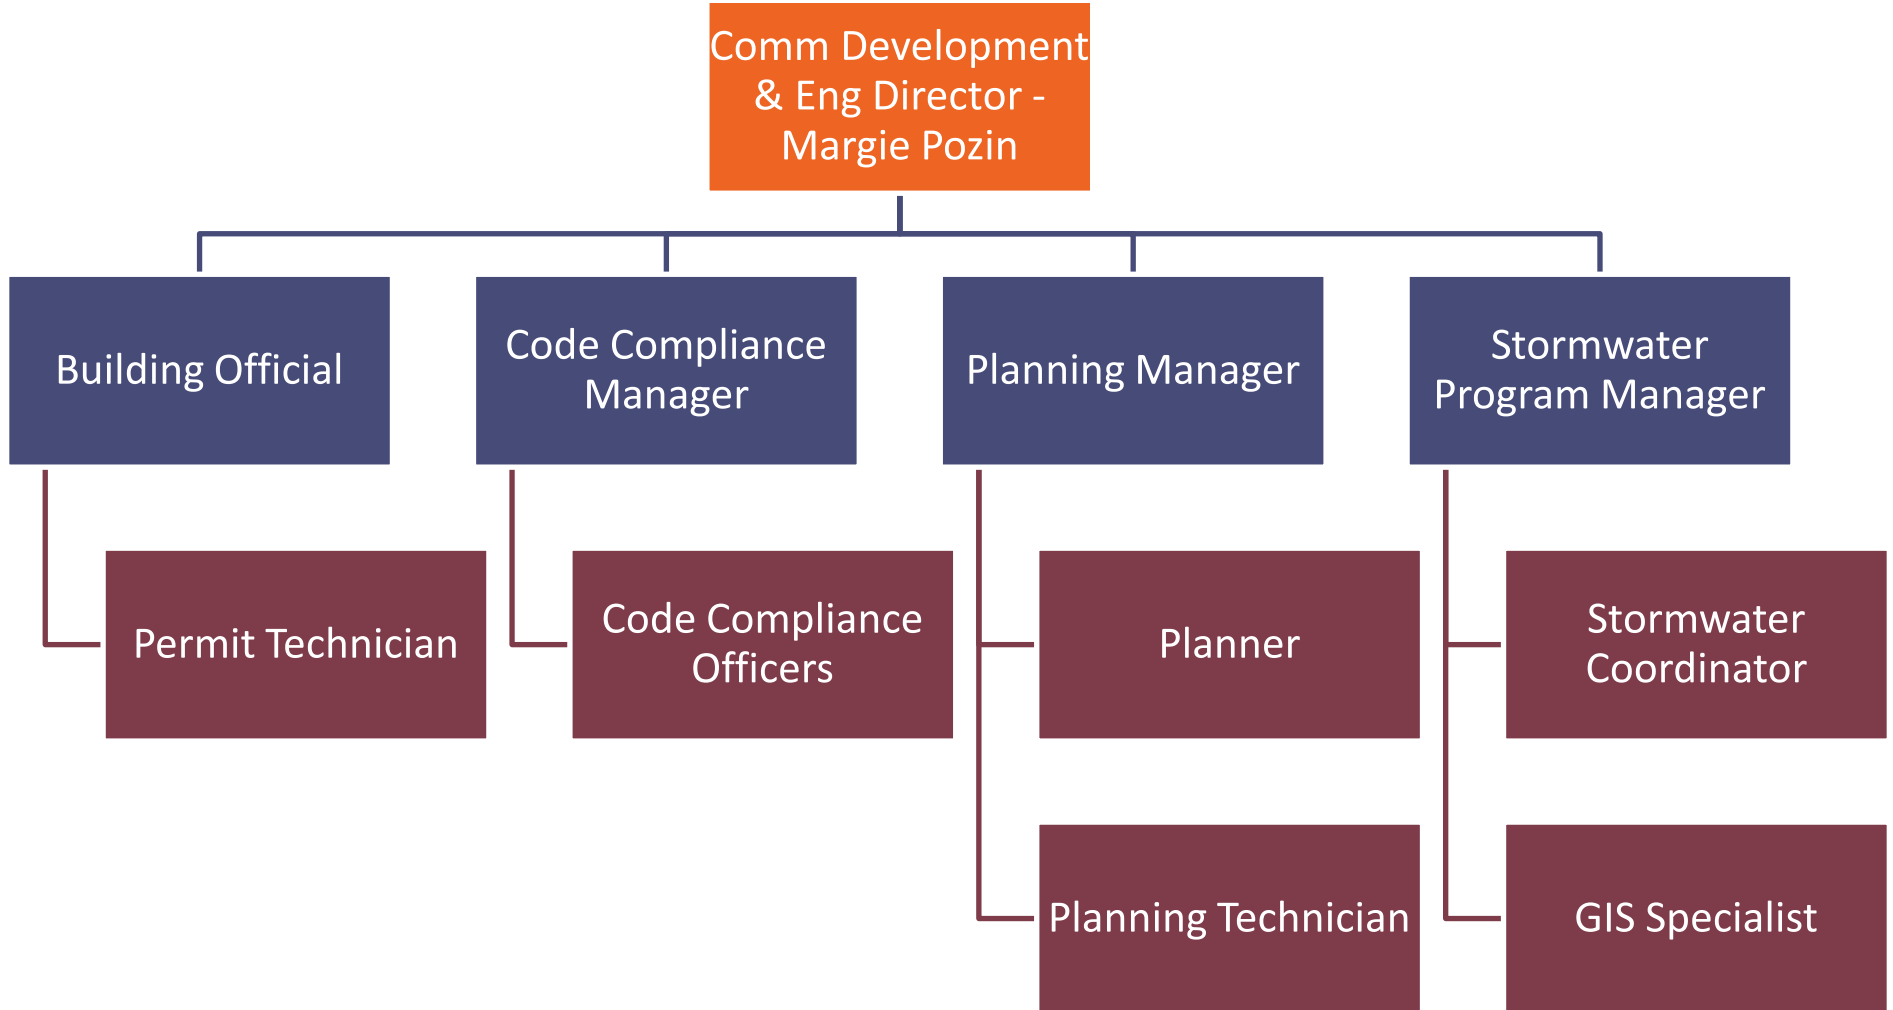 Comm Development
& Eng Director -
Margie Pozin
Building Official
Code Compliance
Manager
Planning Manager
Stormwater
Program Manager
Permit Technician
Code Compliance
Officers
Planner
Stormwater
Coordinator
Planning Technician
GIS Specialist